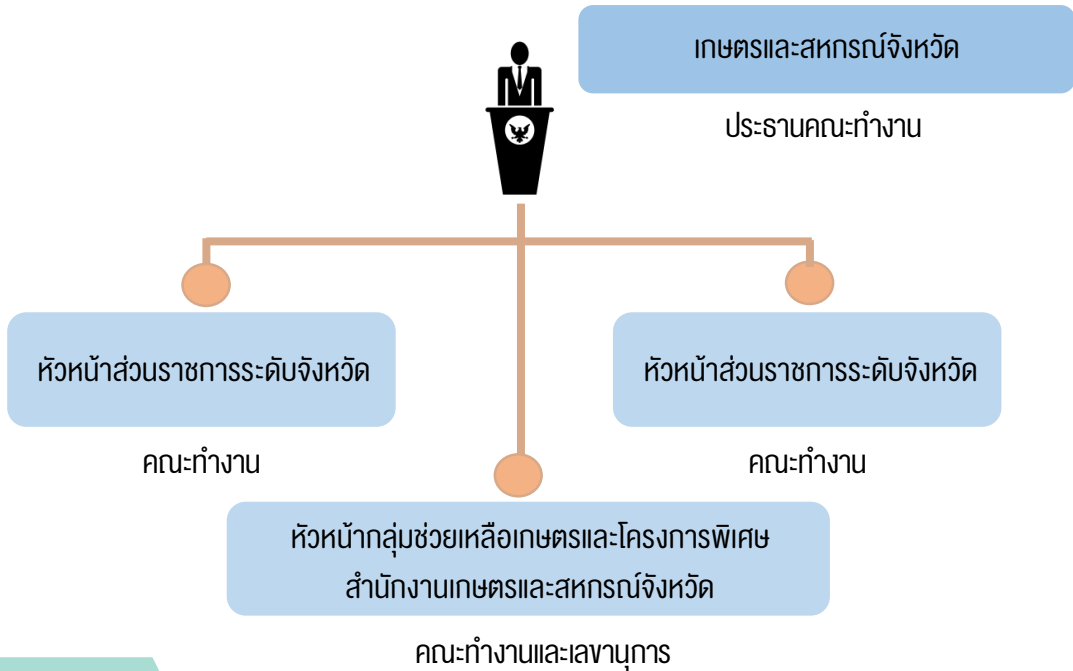 เกษตรและสหกรณ์จังหวัด
ประธานคณะทำงาน
หัวหน้าส่วนราชการระดับจังหวัด
คณะทำงาน
หัวหน้าส่วนราชการระดับจังหวัด
คณะทำงาน
หัวหน้ากลุ่มช่วยเหลือเกษตรและโครงการพิเศษ
สำนักงานเกษตรและสหกรณ์จังหวัด
คณะทำงานและเลขานุการ